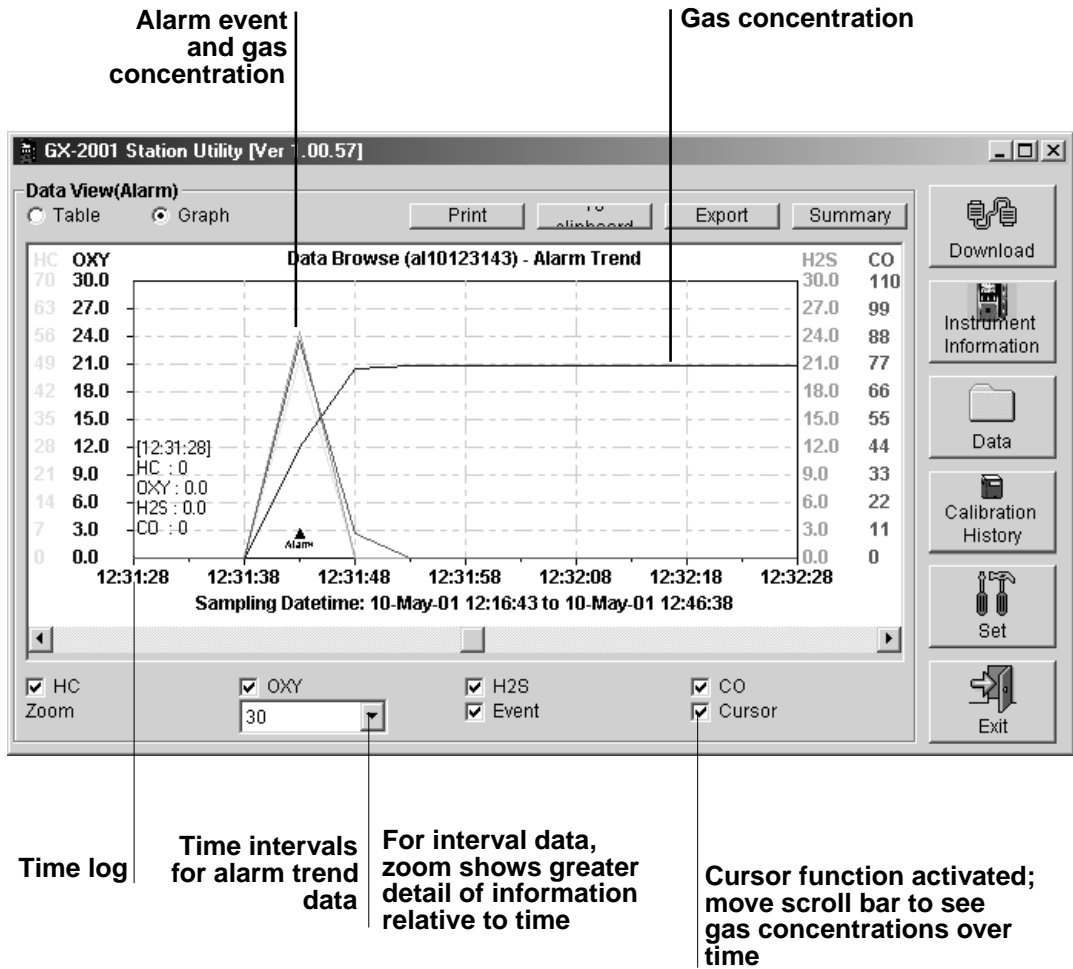 Alarm event
and gas
concentration
Gas concentration
GX-2001 Station Utility [Ver 1.00.57]
Data View(Alarm)
Table Graph Print To clipboard Export Summary
Data Browse (al10123143) - Alarm Trend
HC OXY H2S CO
70 30.0 30.0 110
63 27.0 27.0 99
56 24.0 24.0 88
49 21.0 21.0 77
42 18.0 18.0 66
35 15.0 15.0 55
28 12.0 12.0 44
21 9.0 9.0 33
14 6.0 6.0 22
7 3.0 3.0 11
0 0.0 0.0 0
[12:31:28]
HC : 0
OXY : 0.0
H2S : 0.0
CO : 0
Alarm
12:31:28 12:31:38 12:31:48 12:31:58 12:32:08 12:32:18 12:32:28
Sampling Datetime: 10-May-01 12:16:43 to 10-May-01 12:46:38
HC OXY H2S CO
Zoom 30 Event Cursor
Download
Instrument
Information
Data
Calibration
History
Set
Exit
Time log
Time intervals
for alarm trend
data
For interval data,
zoom shows greater
detail of information
relative to time
Cursor function activated;
move scroll bar to see
gas concentrations over
time